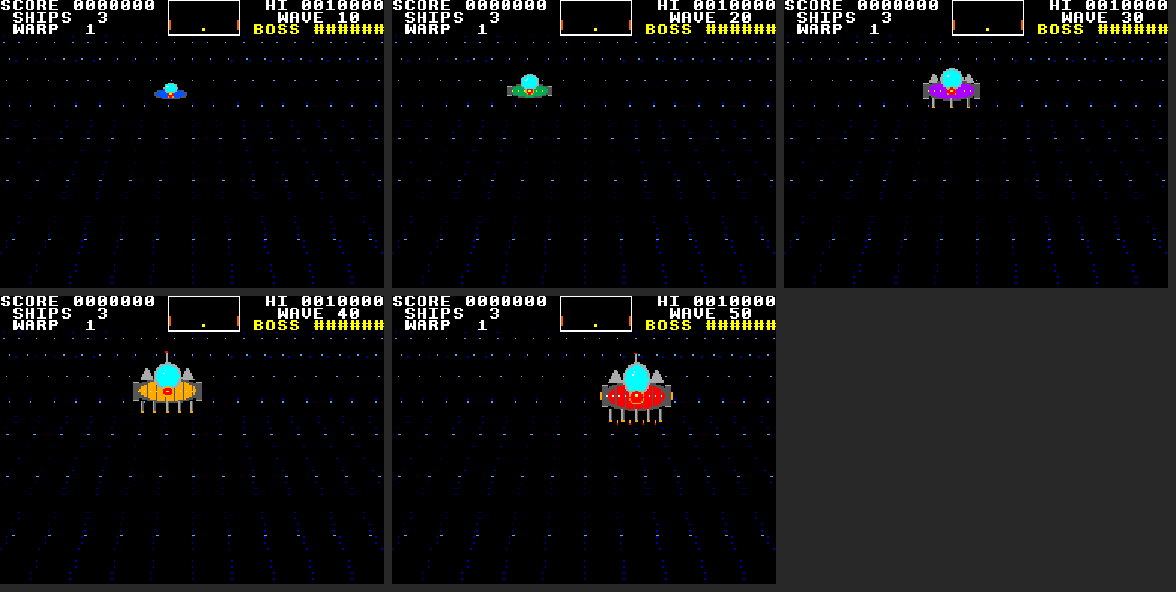 SCORE 0000000 HI 0010000
SHIPS 3 WAVE 10
WARP 1 BOSS ######
SCORE 0000000 HI 0010000
SHIPS 3 WAVE 20
WARP 1 BOSS ######
SCORE 0000000 HI 0010000
SHIPS 3 WAVE 30
WARP 1 BOSS ######
SCORE 0000000 HI 0010000
SHIPS 3 WAVE 40
WARP 1 BOSS ######
SCORE 0000000 HI 0010000
SHIPS 3 WAVE 50
WARP 1 BOSS ######